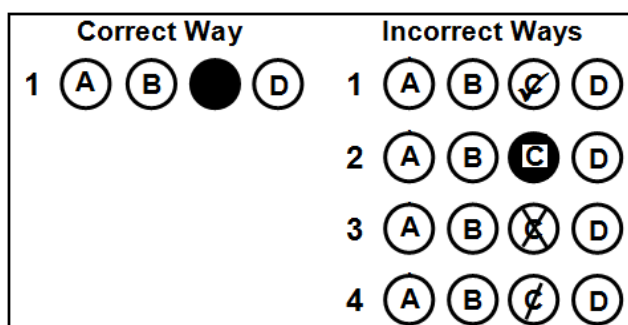 Correct Way
1 A B D
Incorrect Ways
1 A B C D
2 A B C D
3 A B C D
4 A B C D